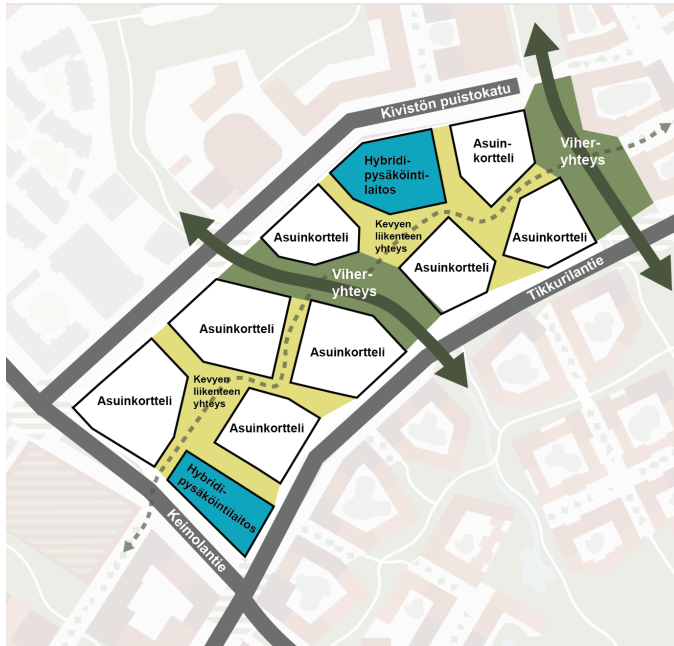 Kivistön puistokatu
Asuin-
kortteli
Viher-
yhteys
Hybridi-
pysäköinti-
laitos
Kevyen
liikenteen
yhteys
Asuinkortteli
Asuinkortteli
Asuinkortteli
Viher-
yhteys
Tikkurilantie
Asuinkortteli
Asuinkortteli
Kevyen
liikenteen
yhteys
Asuinkortteli
Asuinkortteli
Hybridi-
pysäköintilaitos
Keimolantie